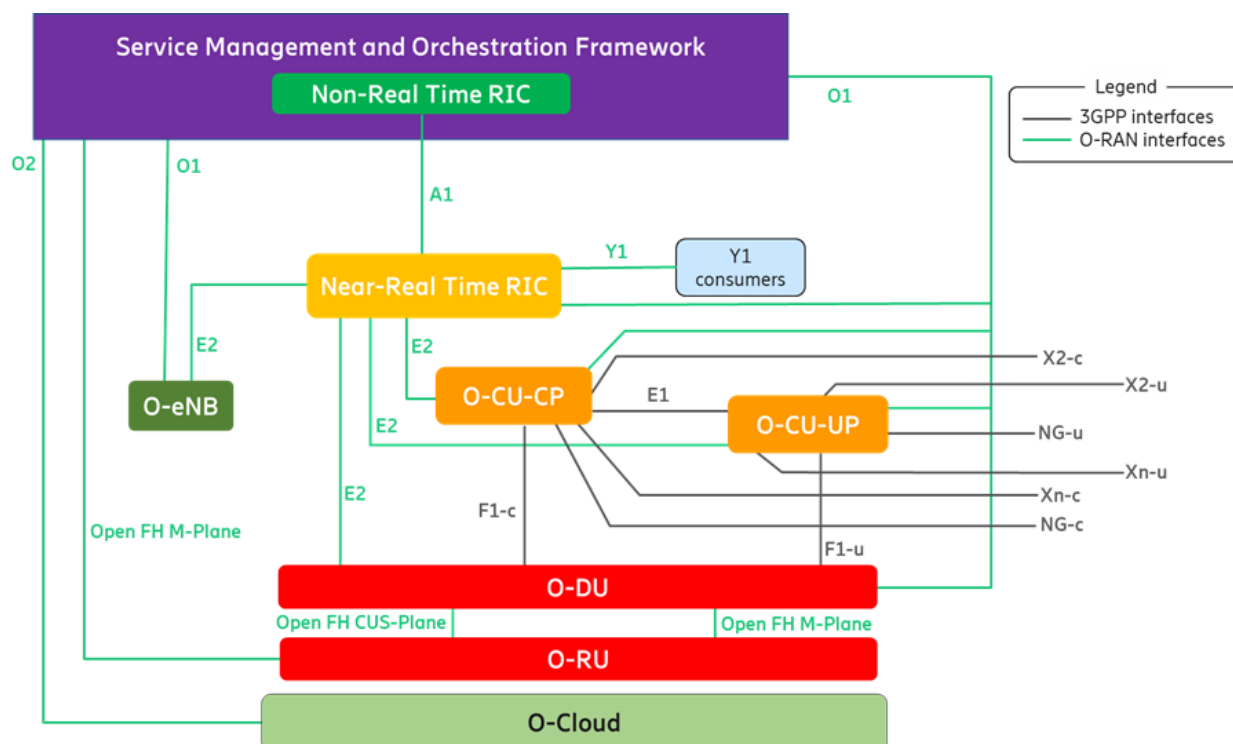 Service Management and Orchestration Framework
Non-Real Time RIC
O1
Legend
3GPP interfaces
O-RAN interfaces
O2
O1
A1
Y1
Y1
consumers
Near-Real Time RIC
E2
E2
X2-c
X2-u
O-eNB
O-CU-CP
E1
E2
O-CU-UP
NG-u
Xn-u
E2
Xn-c
F1-c
NG-c
Open FH M-Plane
F1-u
O-DU
Open FH CUS-Plane
Open FH M-Plane
O-RU
O-Cloud